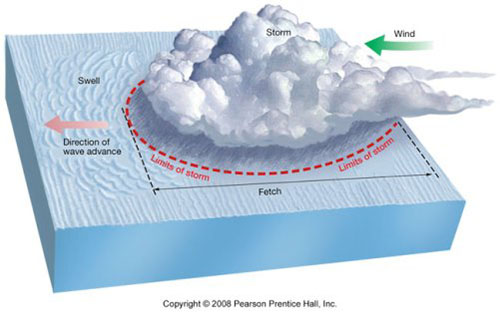 Storm
Wind
Swell
Direction of
wave advance
Limits of storm
Limits of storm
Fetch
Copyright © 2008 Pearson Prentice Hall, Inc.